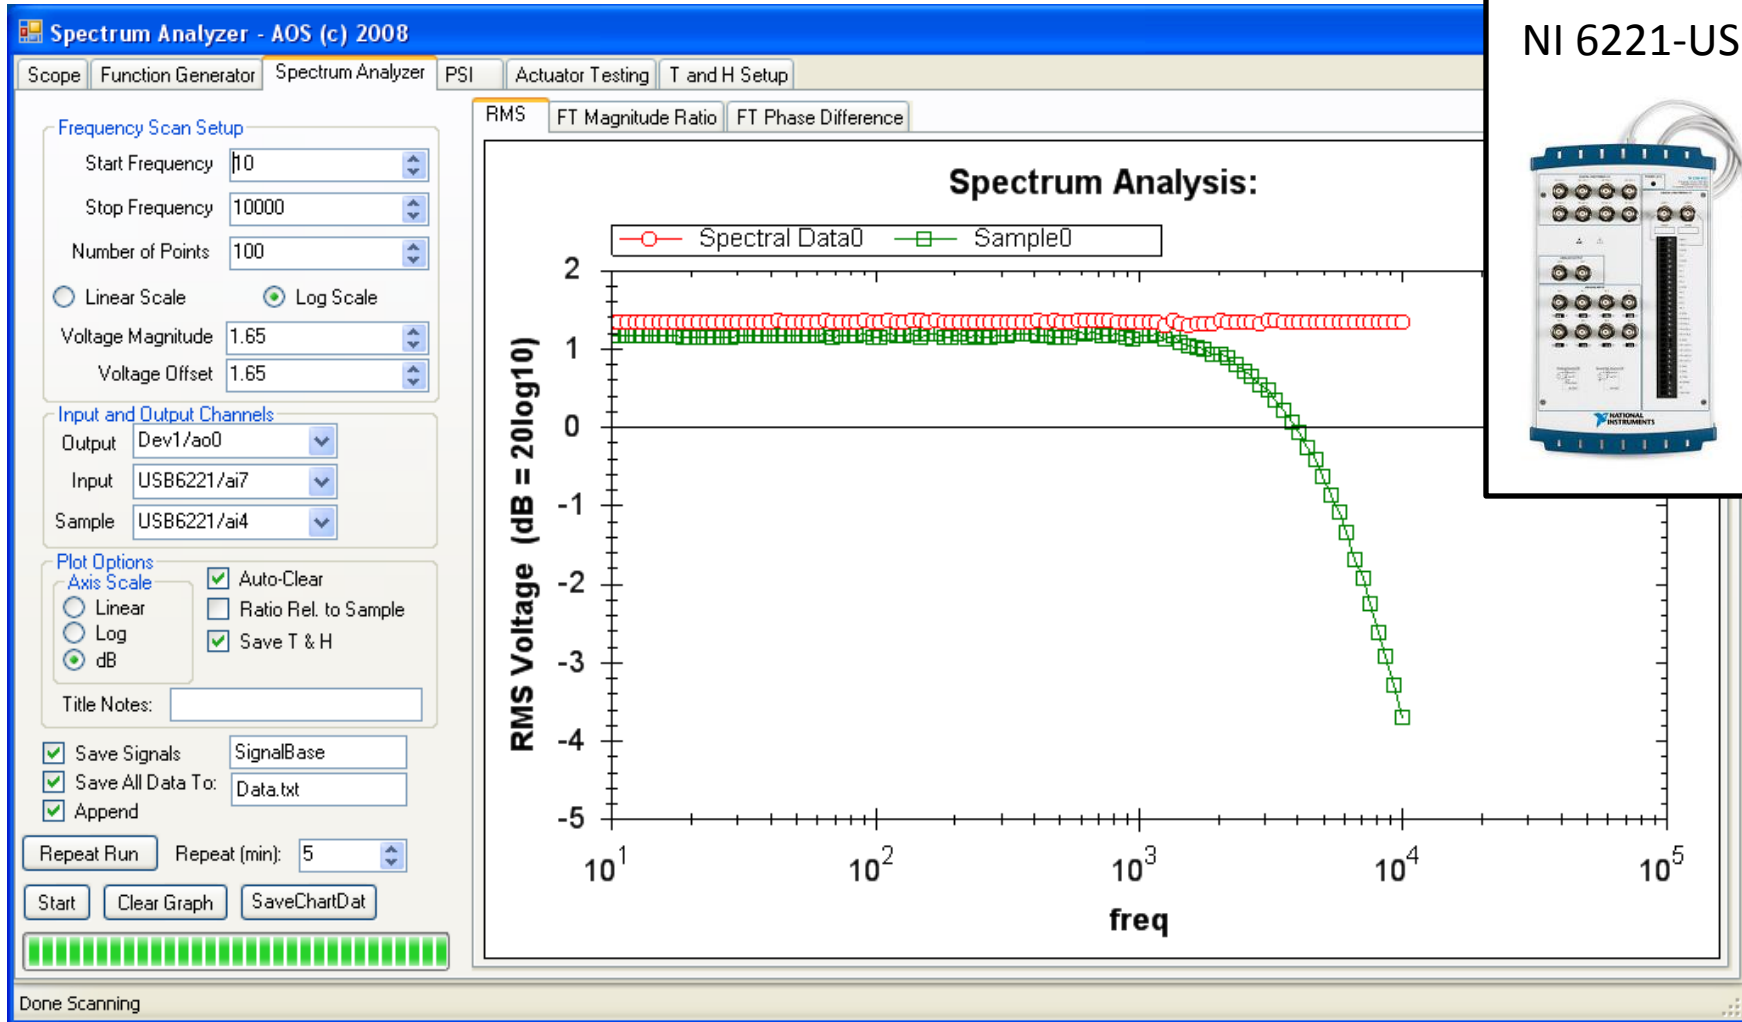 Spectrum Analyzer - AOS (c) 2008
NI 6221-US
Scope Function Generator Spectrum Analyzer PSI Actuator Testing T and H Setup
RMS FT Magnitude Ratio FT Phase Difference
Frequency Scan Setup
Start Frequency 10
Stop Frequency 10000
Number of Points 100
Linear Scale Log Scale
Voltage Magnitude 1.65
Voltage Offset 1.65
Input and Output Channels
Output Dev1/ao0
Input USB6221/ai7
Sample USB6221/ai4
Plot Options
Axis Scale
Linear
Log
dB
Auto-Clear
Ratio Rel. to Sample
Save T & H
Title Notes:
Save Signals SignalBase
Save All Data To: Data.txt
Append
Repeat Run Repeat (min): 5
Start Clear Graph SaveChartDat
Done Scanning
Spectrum Analysis:
Spectral Data0 Sample0
RMS Voltage (dB = 20log10)
2
1
0
-1
-2
-3
-4
-5
10¹ 10² 10³ 10⁴ 10⁵
freq
NATIONAL
INSTRUMENTS